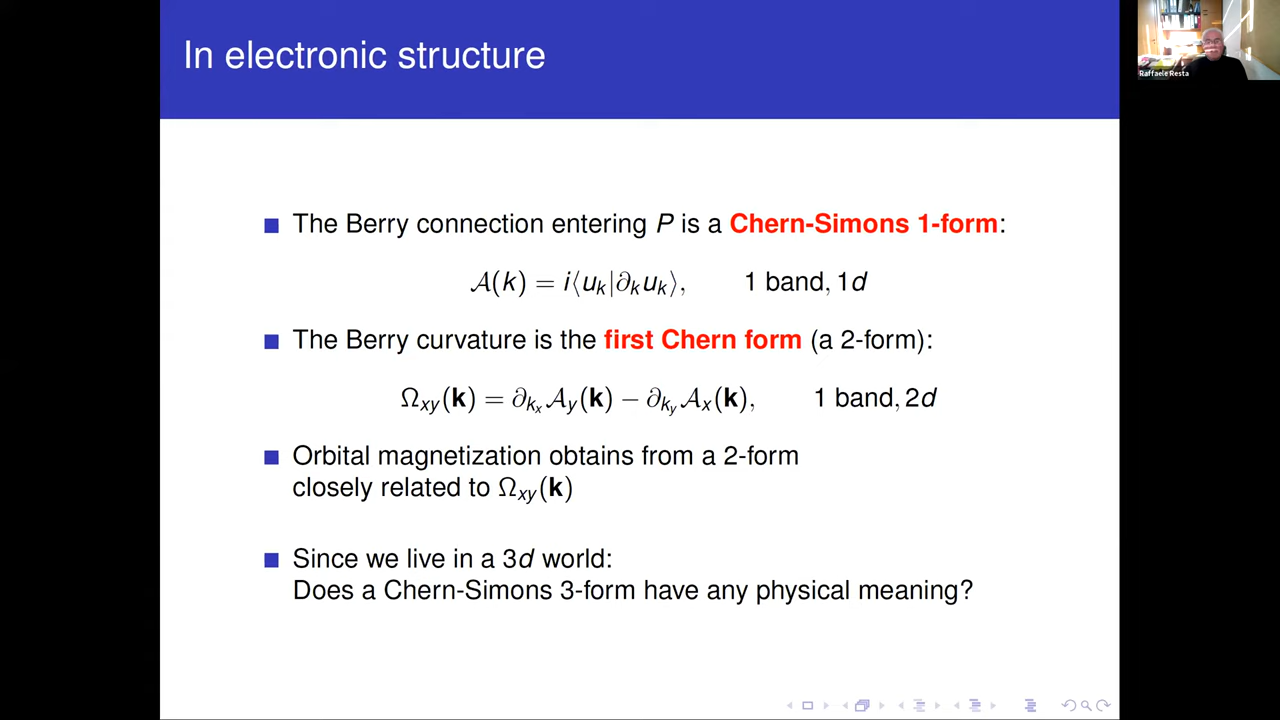 In electronic structure
Raffaele Resta
The Berry connection entering P is a Chern-Simons 1-form:
𝒜(k) = i⟨uₖ|∂ₖuₖ⟩, 1 band, 1d
The Berry curvature is the first Chern form (a 2-form):
Ω_xy(𝐤) = ∂_{k_x}𝒜_y(𝐤) − ∂_{k_y}𝒜_x(𝐤), 1 band, 2d
Orbital magnetization obtains from a 2-form
closely related to Ω_xy(𝐤)
Since we live in a 3d world:
Does a Chern-Simons 3-form have any physical meaning?